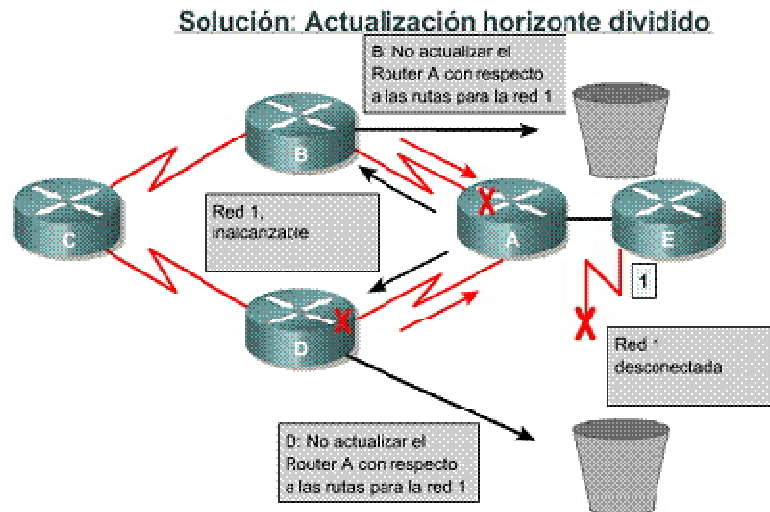 Solución: Actualización horizonte dividido
B: No actualizar el
Router A con respecto
a las rutas para la red 1
B
Red 1,
inalcanzable
C
A
E
1
D
Red 1
desconectada
D: No actualizar el
Router A con respecto
a las rutas para la red 1